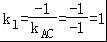 k₁ = -1/k_AC = -1/-1 = 1